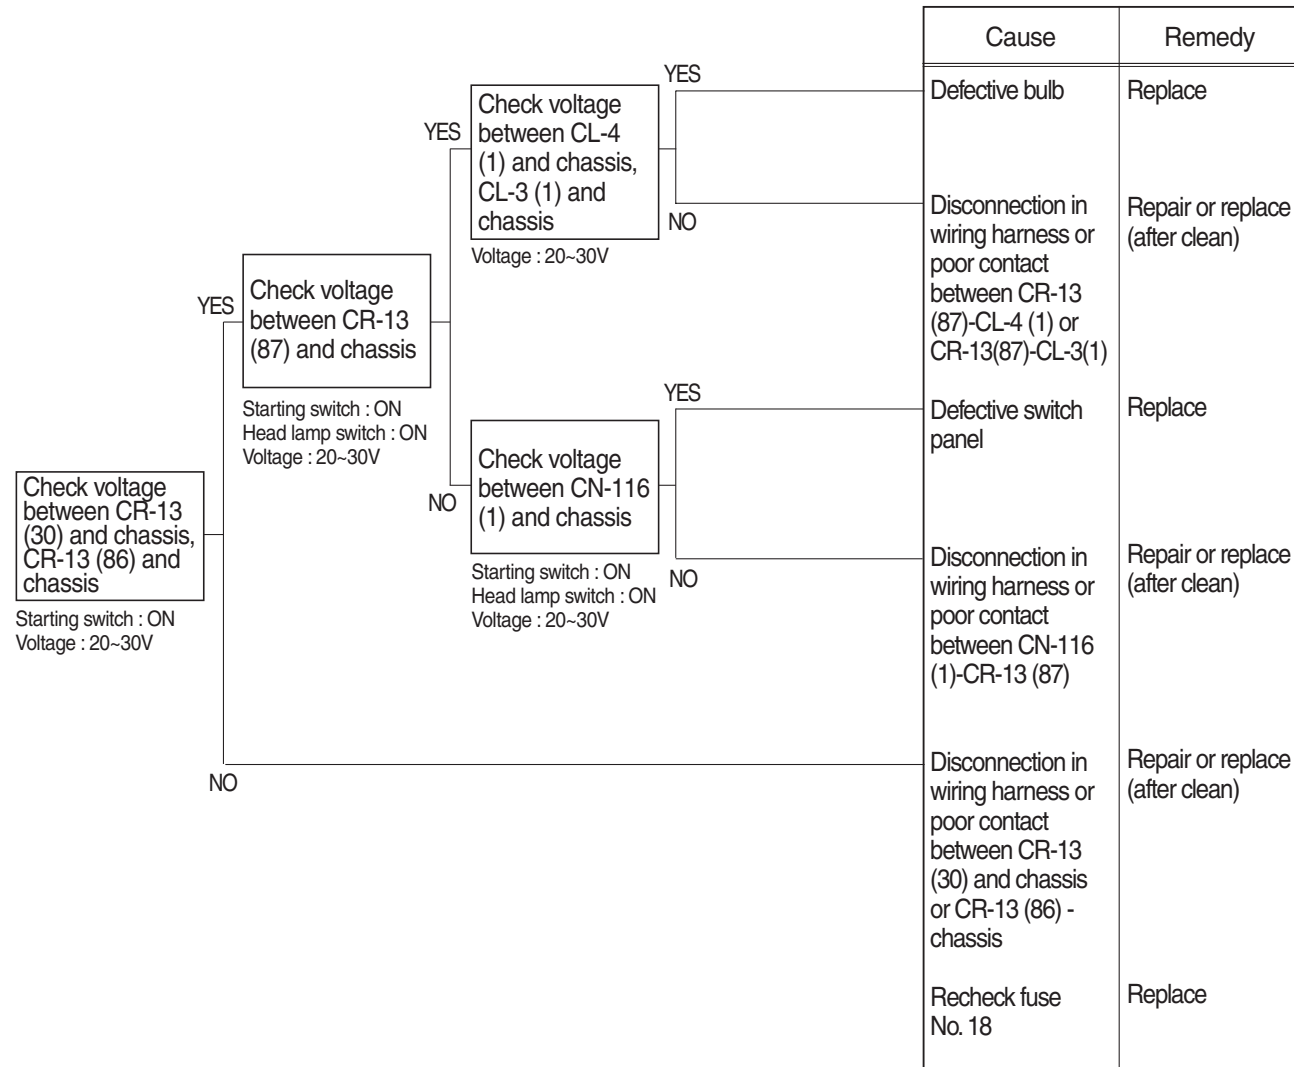 Cause
Remedy
YES
Check voltage
between CL-4
(1) and chassis,
CL-3 (1) and
chassis
Voltage : 20~30V
YES
NO
Defective bulb
Replace
Disconnection in
wiring harness or
poor contact
between CR-13
(87)-CL-4 (1) or
CR-13(87)-CL-3(1)
Repair or replace
(after clean)
YES
Check voltage
between CR-13
(87) and chassis
Starting switch : ON
Head lamp switch : ON
Voltage : 20~30V
YES
Defective switch
panel
Replace
NO
Check voltage
between CN-116
(1) and chassis
Starting switch : ON
Head lamp switch : ON
Voltage : 20~30V
NO
Disconnection in
wiring harness or
poor contact
between CN-116
(1)-CR-13 (87)
Repair or replace
(after clean)
Check voltage
between CR-13
(30) and chassis,
CR-13 (86) and
chassis
Starting switch : ON
Voltage : 20~30V
NO
Disconnection in
wiring harness or
poor contact
between CR-13
(30) and chassis
or CR-13 (86) -
chassis
Repair or replace
(after clean)
Recheck fuse
No. 18
Replace